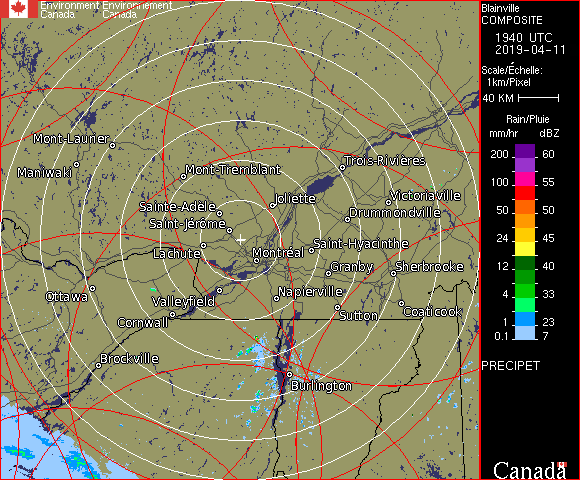 Environment Environnement
Canada Canada
Blainville
COMPOSITE
1940 UTC
2019-04-11
Scale/Échelle:
1km/Pixel
40 KM
Rain/Pluie
mm/hr dBZ
200 60
100 55
50 50
24 45
12 40
4 33
1 23
0.1 7
PRECIPET
Canada
Mont-Laurier
Maniwaki
Mont-Tremblant
Trois-Rivières
Joliette
Victoriaville
Sainte-Adèle
Drummondville
Saint-Jérôme
Lachute
Montréal
Saint-Hyacinthe
Granby
Sherbrooke
Ottawa
Valleyfield
Napierville
Cornwall
Sutton
Coaticook
Brockville
Burlington